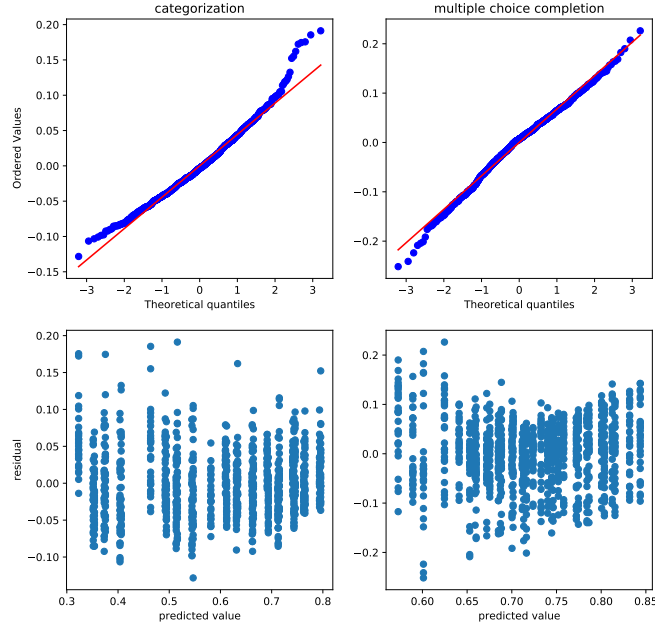 categorization
multiple choice completion
Ordered Values
0.20
0.15
0.10
0.05
0.00
−0.05
−0.10
−0.15
−3 −2 −1 0 1 2 3
Theoretical quantiles
0.2
0.1
0.0
−0.1
−0.2
−3 −2 −1 0 1 2 3
Theoretical quantiles
residual
0.20
0.15
0.10
0.05
0.00
−0.05
−0.10
0.3 0.4 0.5 0.6 0.7 0.8
predicted value
0.2
0.1
0.0
−0.1
−0.2
0.60 0.65 0.70 0.75 0.80 0.85
predicted value